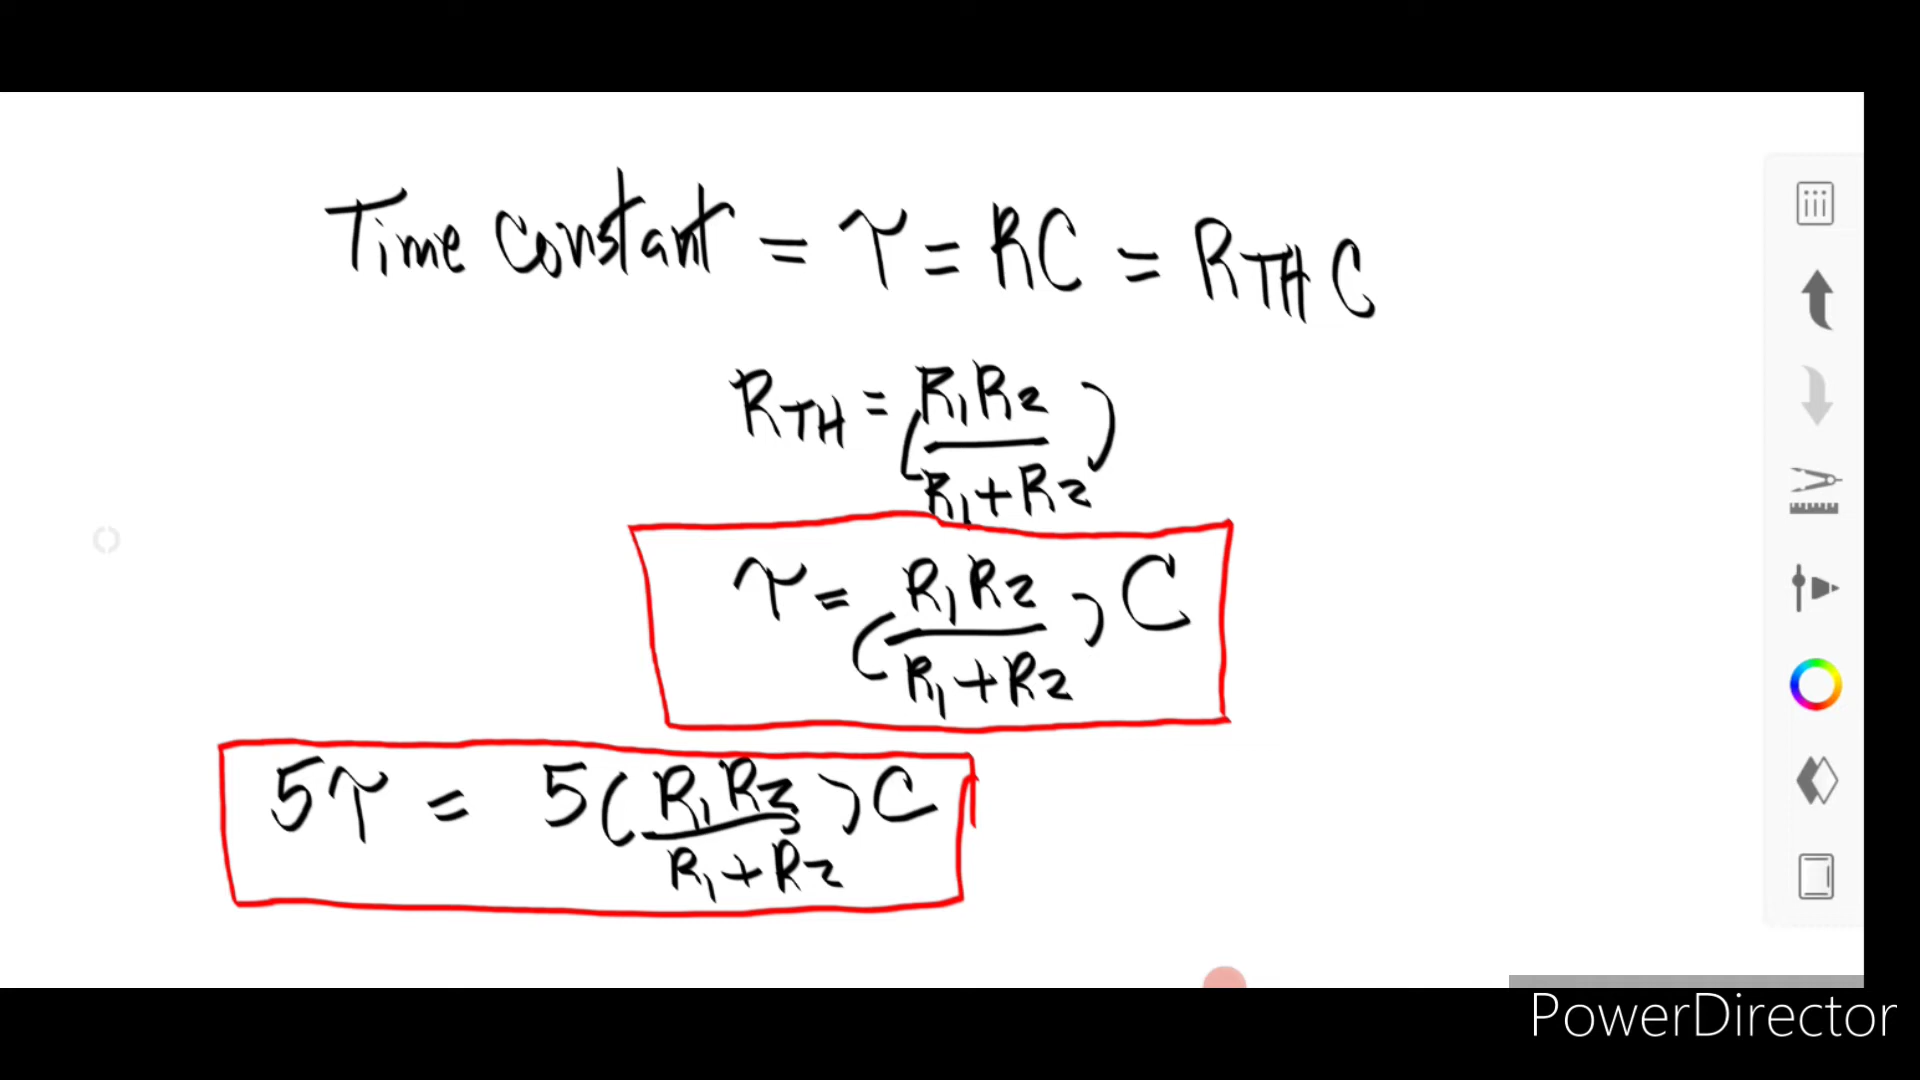 Time Constant = τ = RC = RTH C
RTH = (R1R2 / R1+R2)
τ = (R1R2 / R1+R2) C
5τ = 5(R1R2 / R1+R2) C
PowerDirector